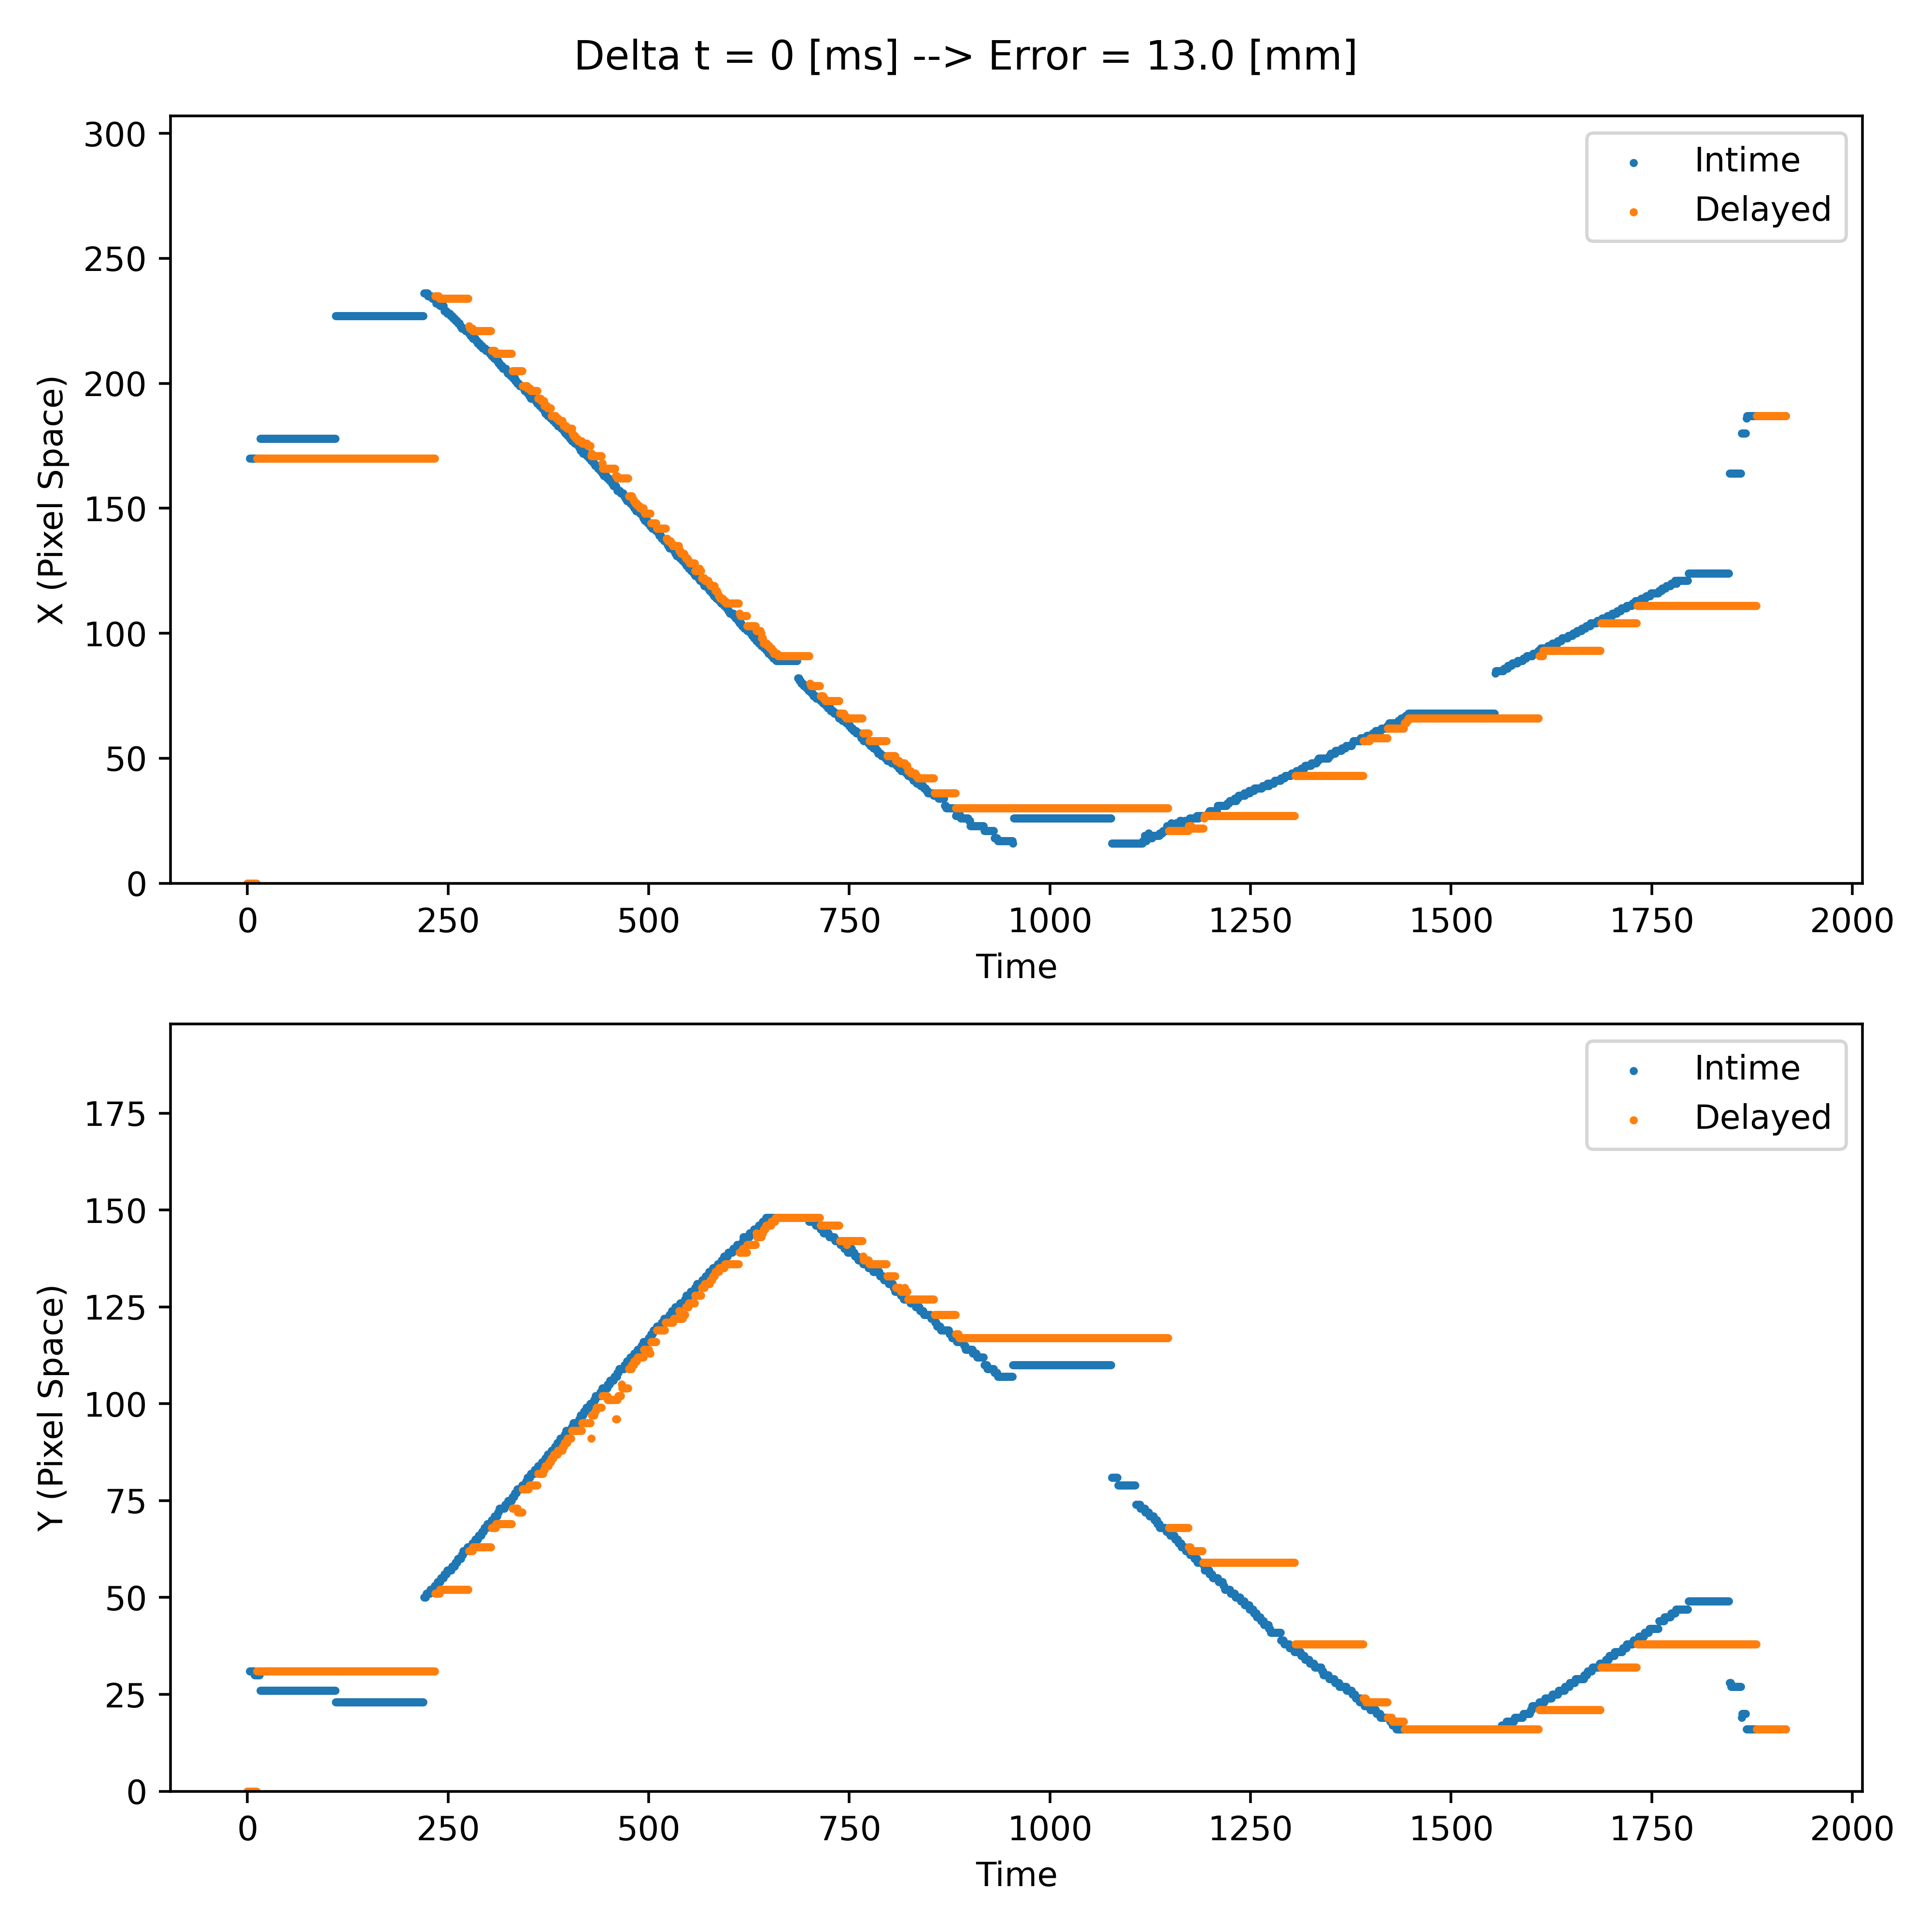 Delta t = 0 [ms] --> Error = 13.0 [mm]
300
250
200
150
100
50
0
X (Pixel Space)
Intime
Delayed
0 250 500 750 1000 1250 1500 1750 2000
Time
175
150
125
100
75
50
25
0
Y (Pixel Space)
Intime
Delayed
0 250 500 750 1000 1250 1500 1750 2000
Time